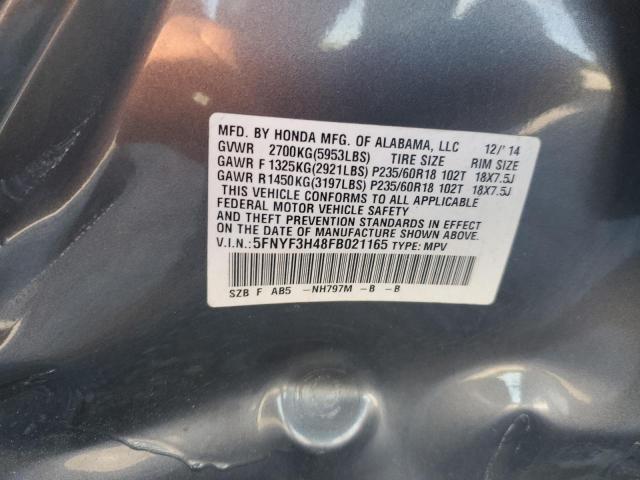 MFD. BY HONDA MFG. OF ALABAMA, LLC 12/'14
GVWR 2700KG(5953LBS) TIRE SIZE RIM SIZE
GAWR F 1325KG(2921LBS) P235/60R18 102T 18X7.5J
GAWR R1450KG(3197LBS) P235/60R18 102T 18X7.5J
THIS VEHICLE CONFORMS TO ALL APPLICABLE
FEDERAL MOTOR VEHICLE SAFETY
AND THEFT PREVENTION STANDARDS IN EFFECT
ON THE DATE OF MANUFACTURE SHOWN ABOVE.
V.I.N.:5FNYF3H48FB021165 TYPE: MPV
SZB F AB5 -NH797M -B -B